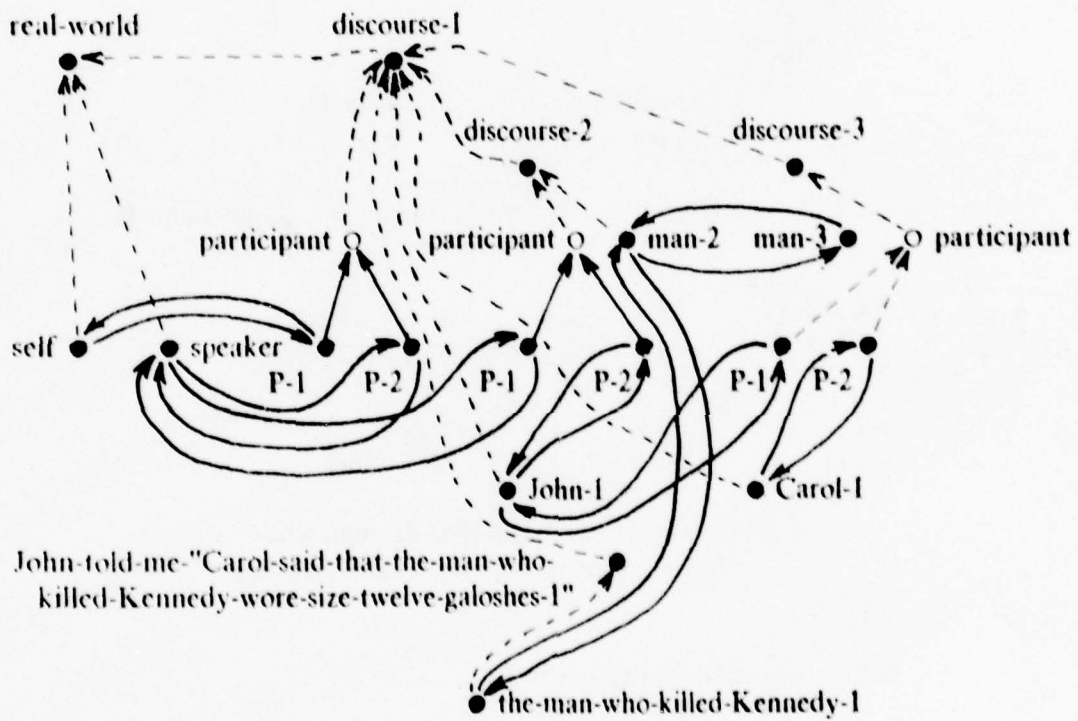 real-world discourse-1
discourse-2 discourse-3
participant participant man-2 man-3 participant
self speaker
P-1 P-2 P-1 P-2 P-1 P-2
John-1 Carol-1
John-told-me-"Carol-said-that-the-man-who-
killed-Kennedy-wore-size-twelve-galoshes-1"
the-man-who-killed-Kennedy-1